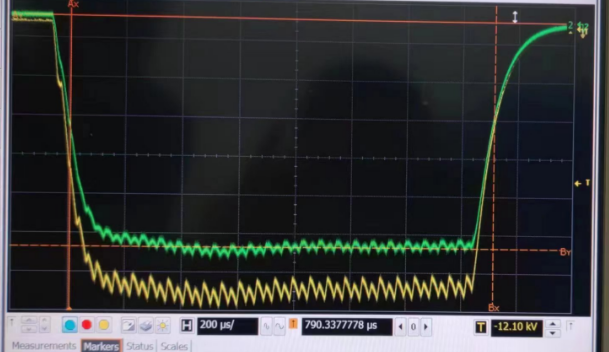 Ax
By
Bx
T
H 200 µs/ T 790.3377778 µs 0 T -12.10 kV
Measurements Markers Status Scales